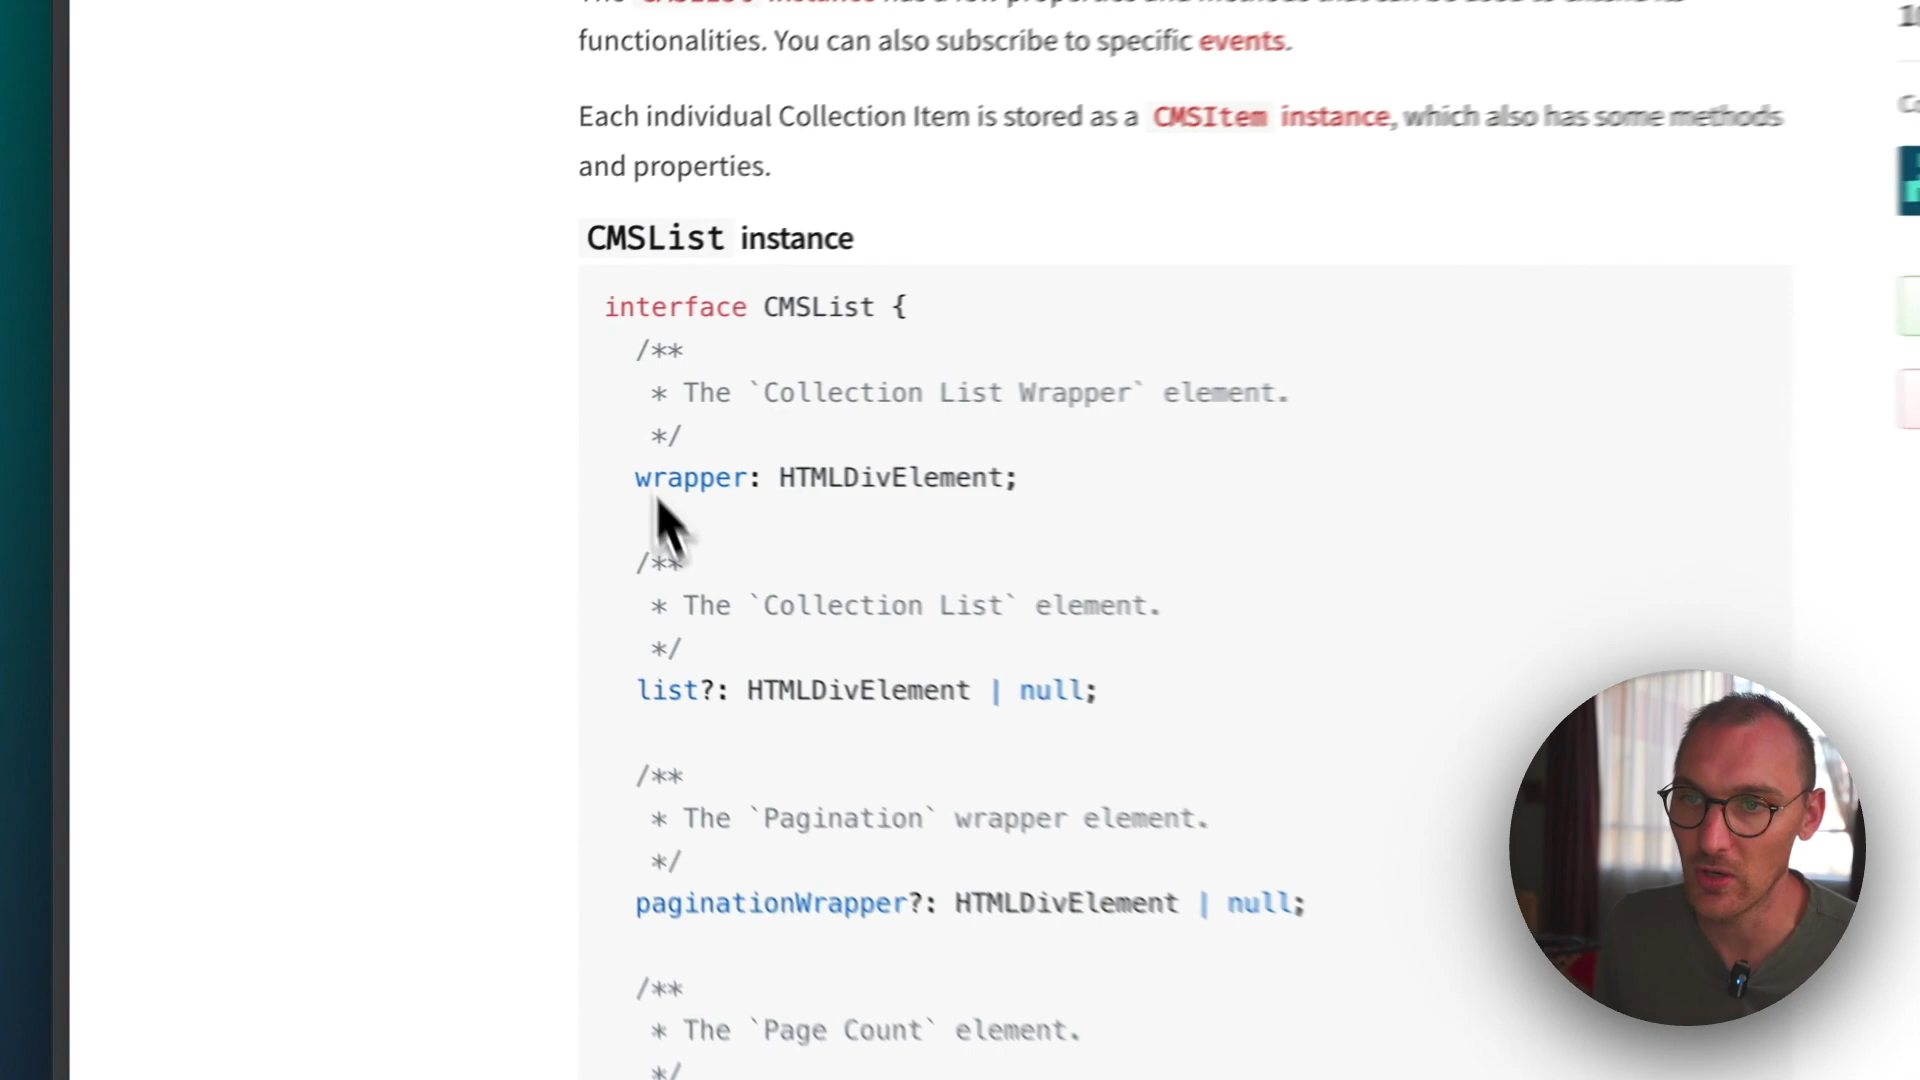 functionalities. You can also subscribe to specific events.
Each individual Collection Item is stored as a CMSItem instance, which also has some methods
and properties.
CMSList instance
interface CMSList {
/**
* The `Collection List Wrapper` element.
*/
wrapper: HTMLDivElement;
/**
* The `Collection List` element.
*/
list?: HTMLDivElement | null;
/**
* The `Pagination` wrapper element.
*/
paginationWrapper?: HTMLDivElement | null;
/**
* The `Page Count` element.
*/